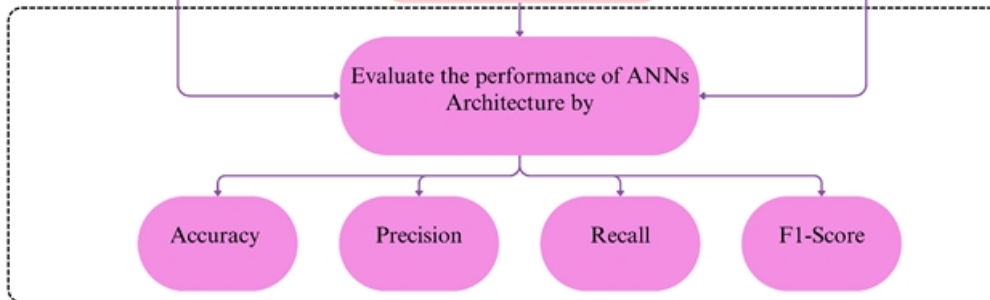 Evaluate the performance of ANNs
Architecture by
Accuracy
Precision
Recall
F1-Score